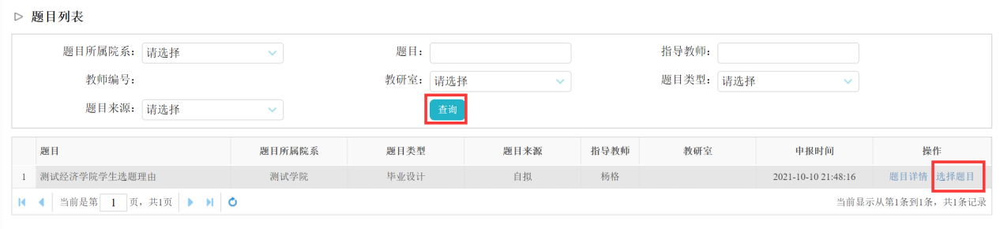 题目列表
题目所属院系: 请选择 题目: 指导教师:
教师编号: 教研室: 请选择 题目类型: 请选择
题目来源: 请选择 查询
题目 题目所属院系 题目类型 题目来源 指导教师 教研室 申报时间 操作
1 测试经济学院学生选题理由 测试学院 毕业设计 自拟 杨格 2021-10-10 21:48:16 题目详情 选择题目
当前是第 1 页，共1页 当前显示从第1条到1条，共1条记录